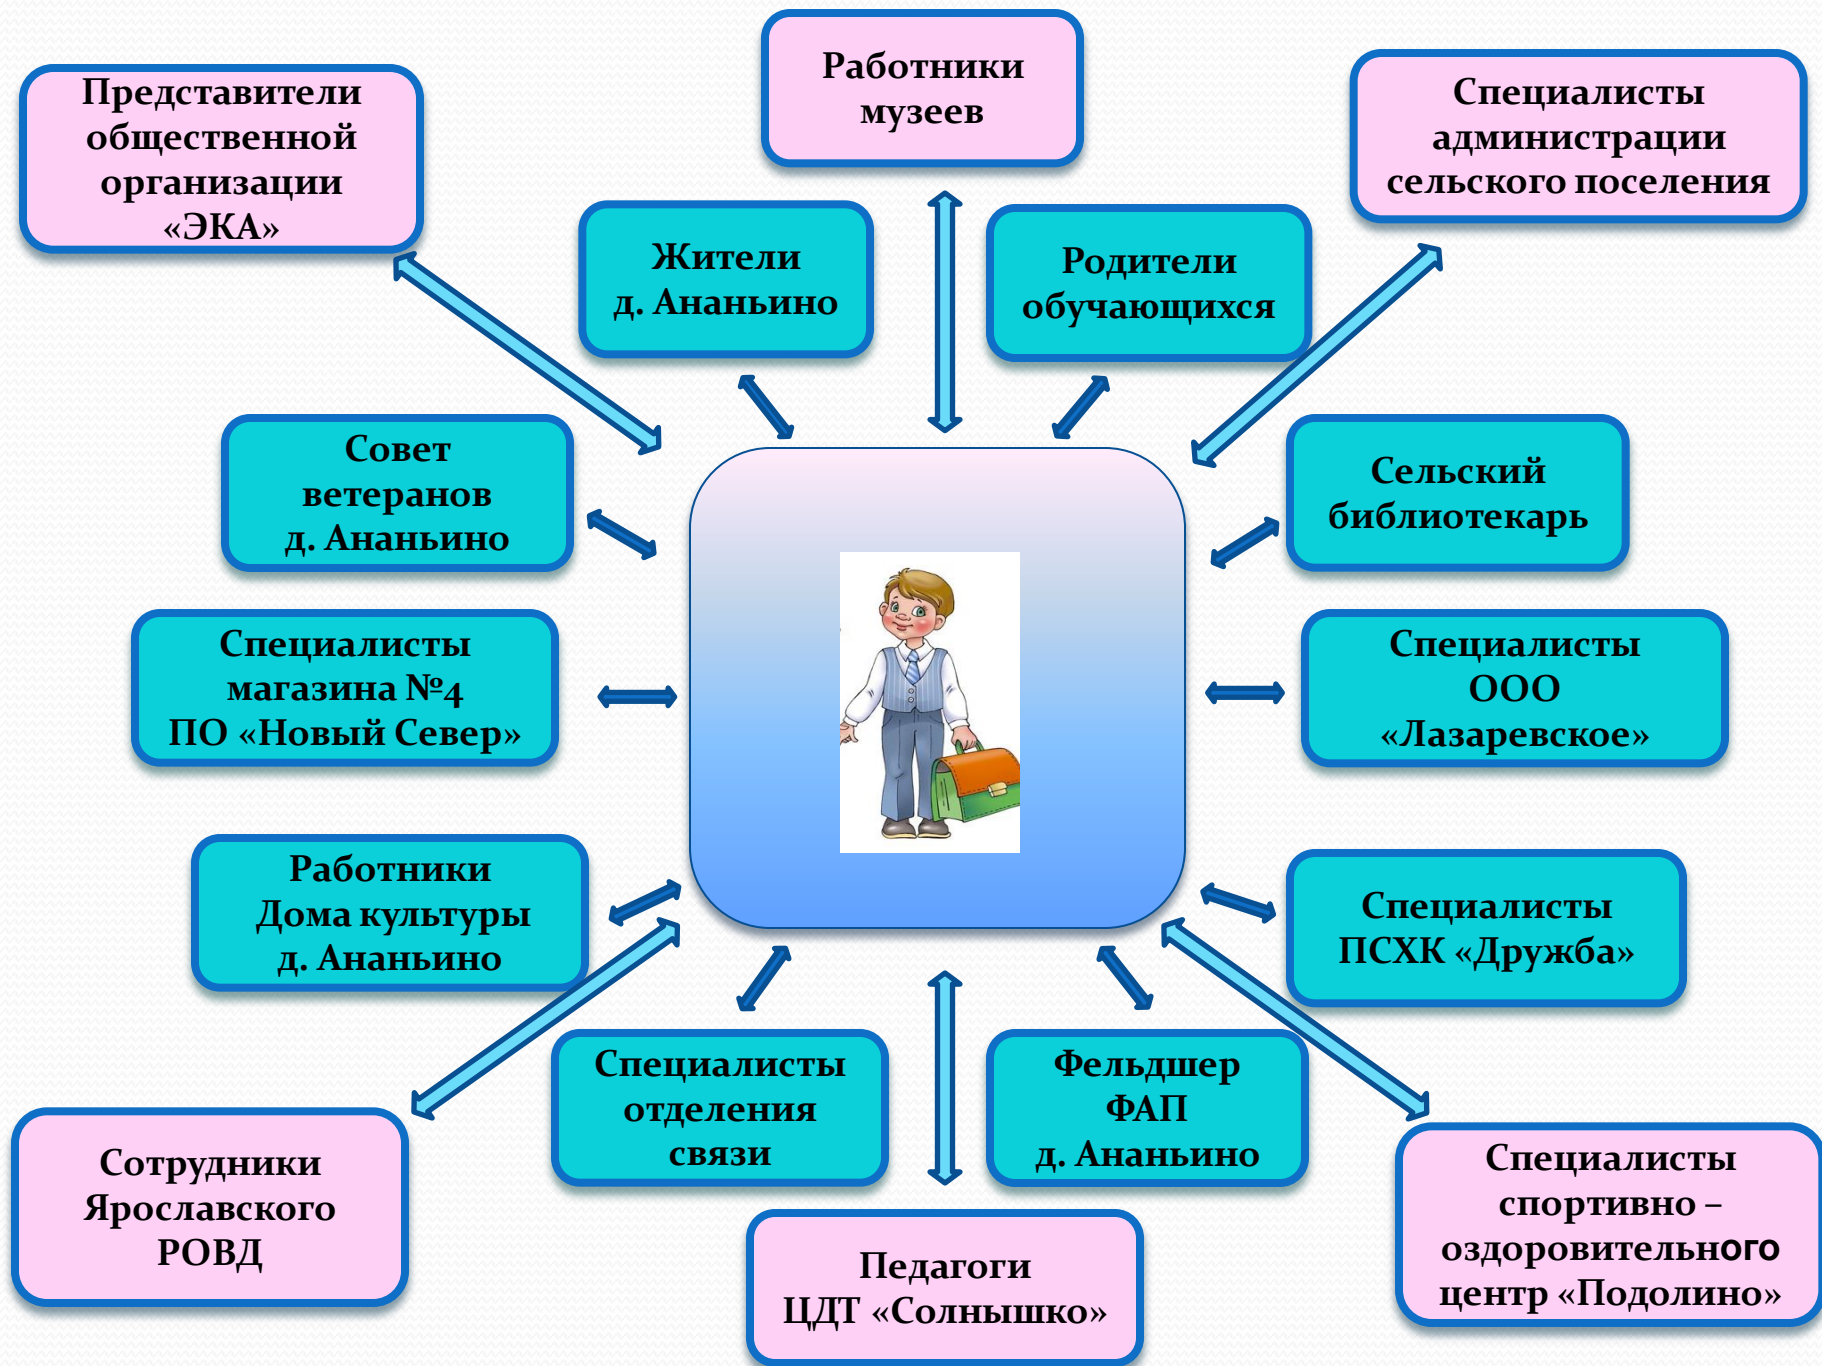 Работники
музеев
Представители
общественной
организации
«ЭКА»
Специалисты
администрации
сельского поселения
Жители
д. Ананьино
Родители
обучающихся
Совет
ветеранов
д. Ананьино
Сельский
библиотекарь
Специалисты
магазина №4
ПО «Новый Север»
Специалисты
ООО
«Лазаревское»
Работники
Дома культуры
д. Ананьино
Специалисты
ПСХК «Дружба»
Специалисты
отделения
связи
Фельдшер
ФАП
д. Ананьино
Сотрудники
Ярославского
РОВД
Педагоги
ЦДТ «Солнышко»
Специалисты
спортивно –
оздоровительного
центр «Подолино»